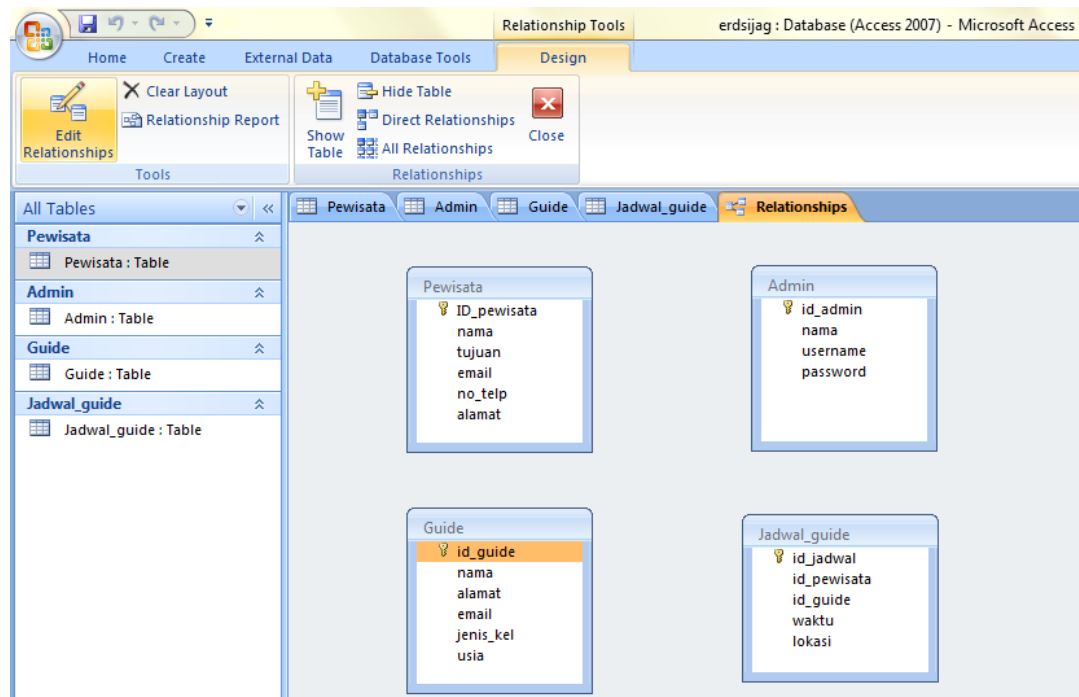 Relationship Tools
erdsijag : Database (Access 2007) - Microsoft Access
Home Create External Data Database Tools Design
Edit Relationships
Clear Layout
Relationship Report
Tools
Show Table
Hide Table
Direct Relationships
All Relationships
Close
Relationships
All Tables
Pewisata
Pewisata : Table
Admin
Admin : Table
Guide
Guide : Table
Jadwal_guide
Jadwal_guide : Table
Pewisata Admin Guide Jadwal_guide Relationships
Pewisata
ID_pewisata
nama
tujuan
email
no_telp
alamat
Admin
id_admin
nama
username
password
Guide
id_guide
nama
alamat
email
jenis_kel
usia
Jadwal_guide
id_jadwal
id_pewisata
id_guide
waktu
lokasi